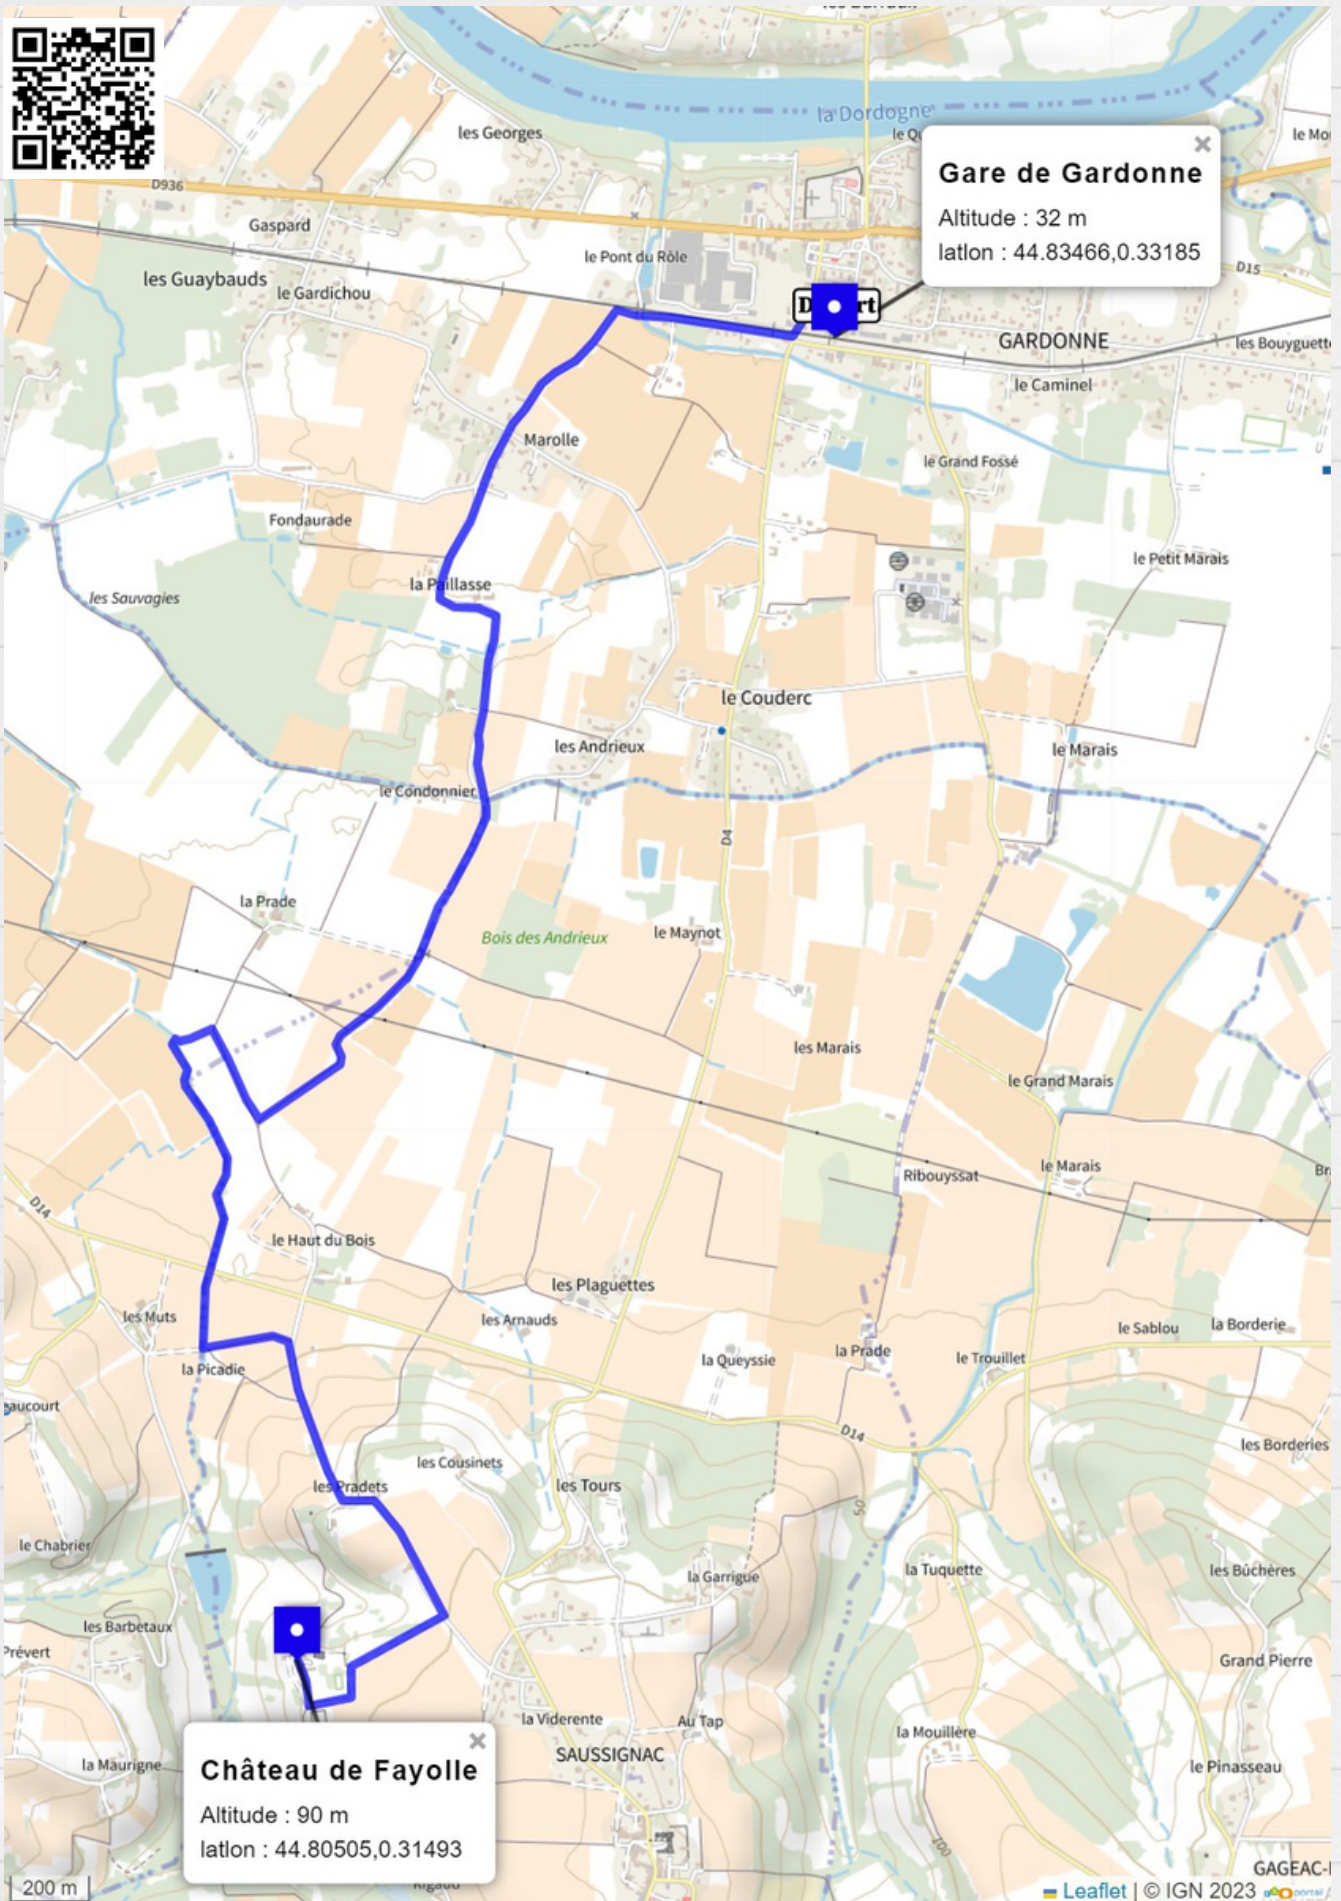 la Dordogne
les Georges
D936
Gaspard
le Pont du Rôle
les Guaybauds
le Gardichou
×
Gare de Gardonne
Altitude : 32 m
latlon : 44.83466,0.33185
D15
GARDONNE
le Caminel
Marolle
le Grand Fossé
Fondaurade
le Petit Marais
la Paillasse
les Sauvagies
le Couderc
les Andrieux
le Marais
le Condonnier
D4
la Prade
Bois des Andrieux
le Maynot
les Marais
le Grand Marais
le Marais
Ribouyssat
D14
le Haut du Bois
les Plaguettes
les Muts
les Arnauds
le Sablou
la Borderie
la Prade
la Queyssie
le Trouillet
la Picadie
aucourt
D14
les Borderies
les Cousinets
les Pradets
les Tours
50
le Chabrier
la Tuquette
les Bûchères
la Garrigue
les Barbetaux
Prévert
Grand Pierre
la Viderente
Au Tap
la Mouillère
SAUSSIGNAC
la Maurigne
le Pinasseau
×
Château de Fayolle
Altitude : 90 m
latlon : 44.80505,0.31493
100
GAGEAC-
200 m
Leaflet | © IGN 2023